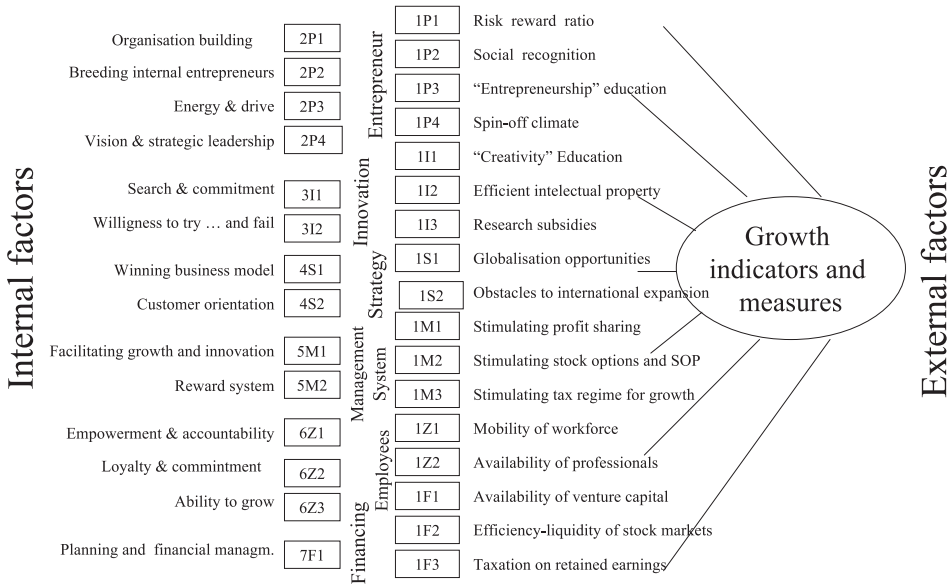 Internal factors
Organisation building 2P1
Breeding internal entrepreneurs 2P2
Energy & drive 2P3
Vision & strategic leadership 2P4
Search & commitment 3I1
Willigness to try ... and fail 3I2
Winning business model 4S1
Customer orientation 4S2
Facilitating growth and innovation 5M1
Reward system 5M2
Empowerment & accountability 6Z1
Loyalty & commintment 6Z2
Ability to grow 6Z3
Planning and financial managm. 7F1
Entrepreneur
Innovation
Strategy
Management
System
Employees
Financing
1P1 Risk reward ratio
1P2 Social recognition
1P3 “Entrepreneurship” education
1P4 Spin-off climate
1I1 “Creativity” Education
1I2 Efficient intelectual property
1I3 Research subsidies
1S1 Globalisation opportunities
1S2 Obstacles to international expansion
1M1 Stimulating profit sharing
1M2 Stimulating stock options and SOP
1M3 Stimulating tax regime for growth
1Z1 Mobility of workforce
1Z2 Availability of professionals
1F1 Availability of venture capital
1F2 Efficiency-liquidity of stock markets
1F3 Taxation on retained earnings
Growth
indicators and
measures
External factors